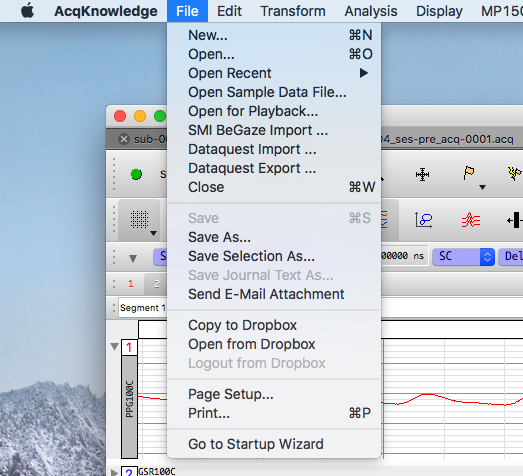 AcqKnowledge File Edit Transform Analysis Display MP150
New... ⌘N
Open... ⌘O
Open Recent ▶
Open Sample Data File...
Open for Playback...
SMI BeGaze Import ...
Dataquest Import ...
Dataquest Export ...
Close ⌘W
Save ⌘S
Save As...
Save Selection As...
Save Journal Text As...
Send E-Mail Attachment
Copy to Dropbox
Open from Dropbox
Logout from Dropbox
Page Setup...
Print... ⌘P
Go to Startup Wizard
sub-0
04_ses-pre_acq-0001.acq
S
S
00000 ns SC Del
1 2
Segment 1
1
PPG100C
2 GSR100C